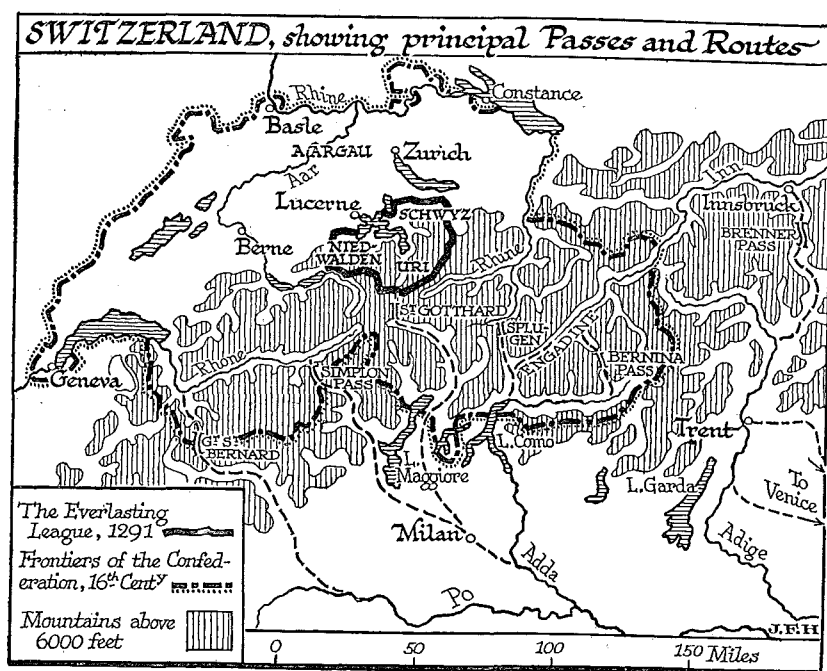 SWITZERLAND, showing principal Passes and Routes
Rhine
Constance
Basle
AARGAU
Zurich
Aar
Inn
Lucerne
SCHWYZ
Innsbruck
BRENNER
PASS
Berne
NIED-
WALDEN
URI
Rhine
ST GOTTHARD
SPLU-
GEN
ENGADINE
BERNINA
PASS
Rhone
SIMPLON
PASS
Geneva
GT ST
BERNARD
L.
Maggiore
L. Como
Trent
L. Garda
To
Venice
Milan
Adda
Adige
Po
The Everlasting
League, 1291
Frontiers of the Confed-
eration, 16th Centy
Mountains above
6000 feet
0 50 100 150 Miles
J.F.H